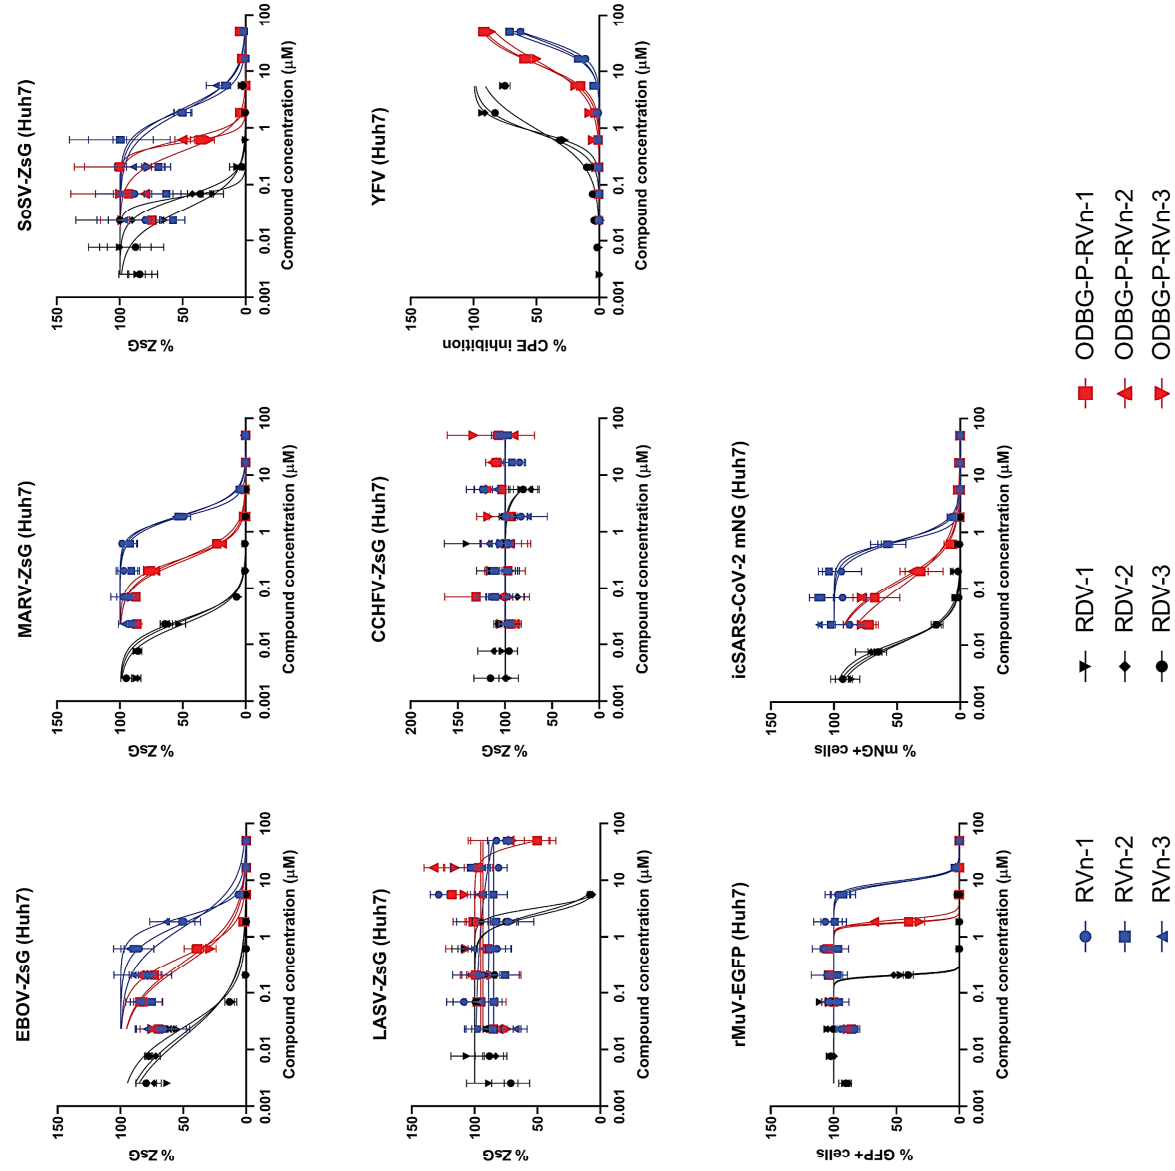 EBOV-ZsG (Huh7)
% ZsG
150
100
50
0
0.001 0.01 0.1 1 10 100
Compound concentration (µM)
MARV-ZsG (Huh7)
% ZsG
150
100
50
0
0.001 0.01 0.1 1 10 100
Compound concentration (µM)
SoSV-ZsG (Huh7)
% ZsG
150
100
50
0
0.001 0.01 0.1 1 10 100
Compound concentration (µM)
LASV-ZsG (Huh7)
% ZsG
150
100
50
0
0.001 0.01 0.1 1 10 100
Compound concentration (µM)
CCHFV-ZsG (Huh7)
% ZsG
200
150
100
50
0
0.001 0.01 0.1 1 10 100
Compound concentration (µM)
YFV (Huh7)
% CPE inhibition
150
100
50
0
0.001 0.01 0.1 1 10 100
Compound concentration (µM)
rMuV-EGFP (Huh7)
% GFP+ cells
150
100
50
0
0.001 0.01 0.1 1 10 100
Compound concentration (µM)
icSARS-CoV-2 mNG (Huh7)
% mNG+ cells
150
100
50
0
0.001 0.01 0.1 1 10 100
Compound concentration (µM)
RVn-1 RDV-1 ODBG-P-RVn-1
RVn-2 RDV-2 ODBG-P-RVn-2
RVn-3 RDV-3 ODBG-P-RVn-3